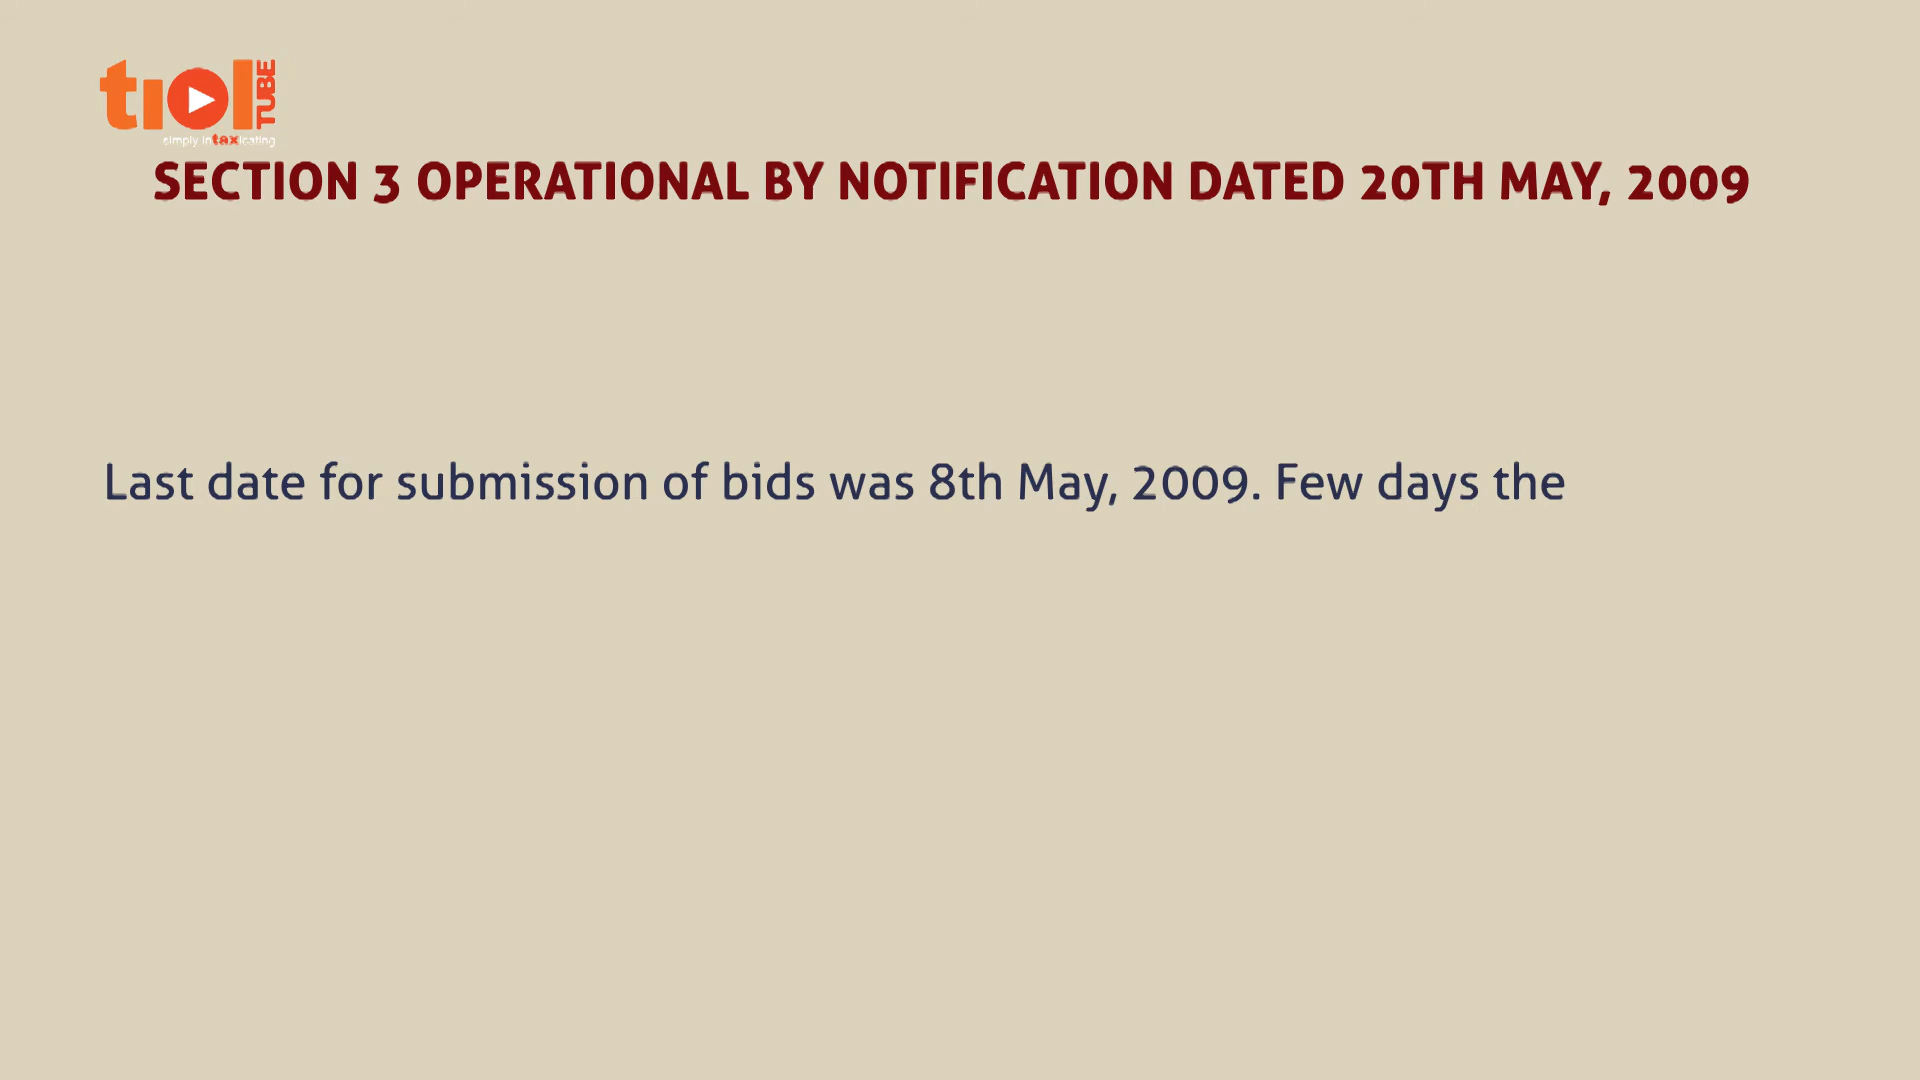 tiol TUBE
simply intaxicating
SECTION 3 OPERATIONAL BY NOTIFICATION DATED 20TH MAY, 2009
Last date for submission of bids was 8th May, 2009. Few days the